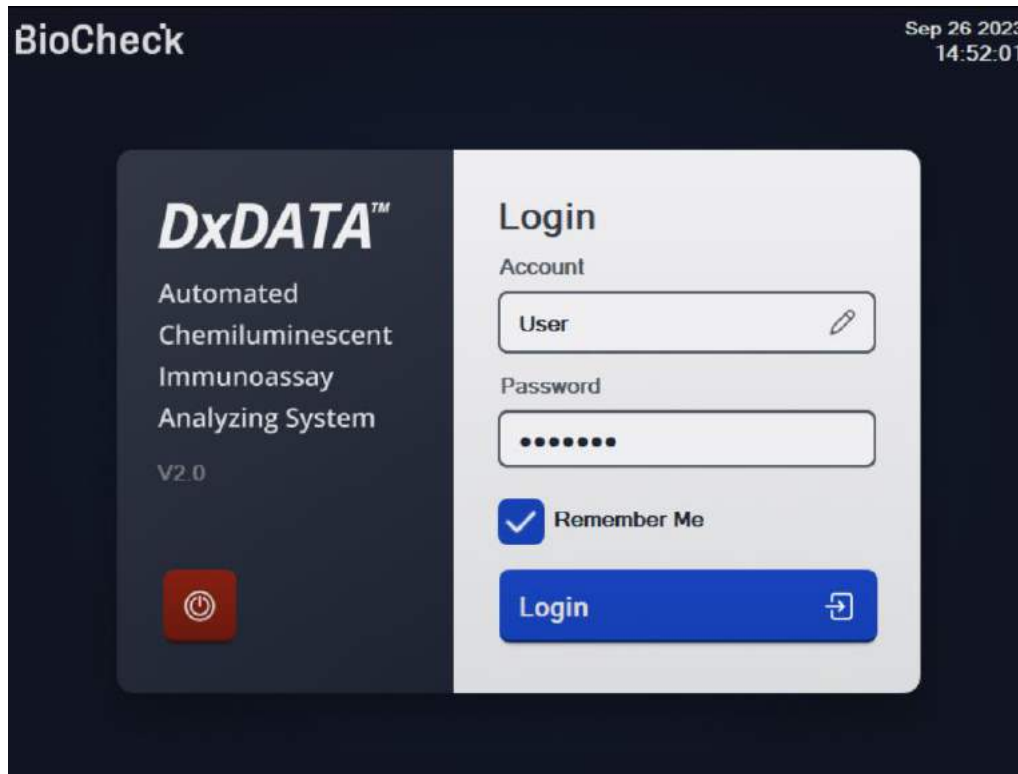 BioCheck
Sep 26 2023
14:52:01
DxDATA™
Automated
Chemiluminescent
Immunoassay
Analyzing System
V2.0
Login
Account
User
Password
•••••••
Remember Me
Login